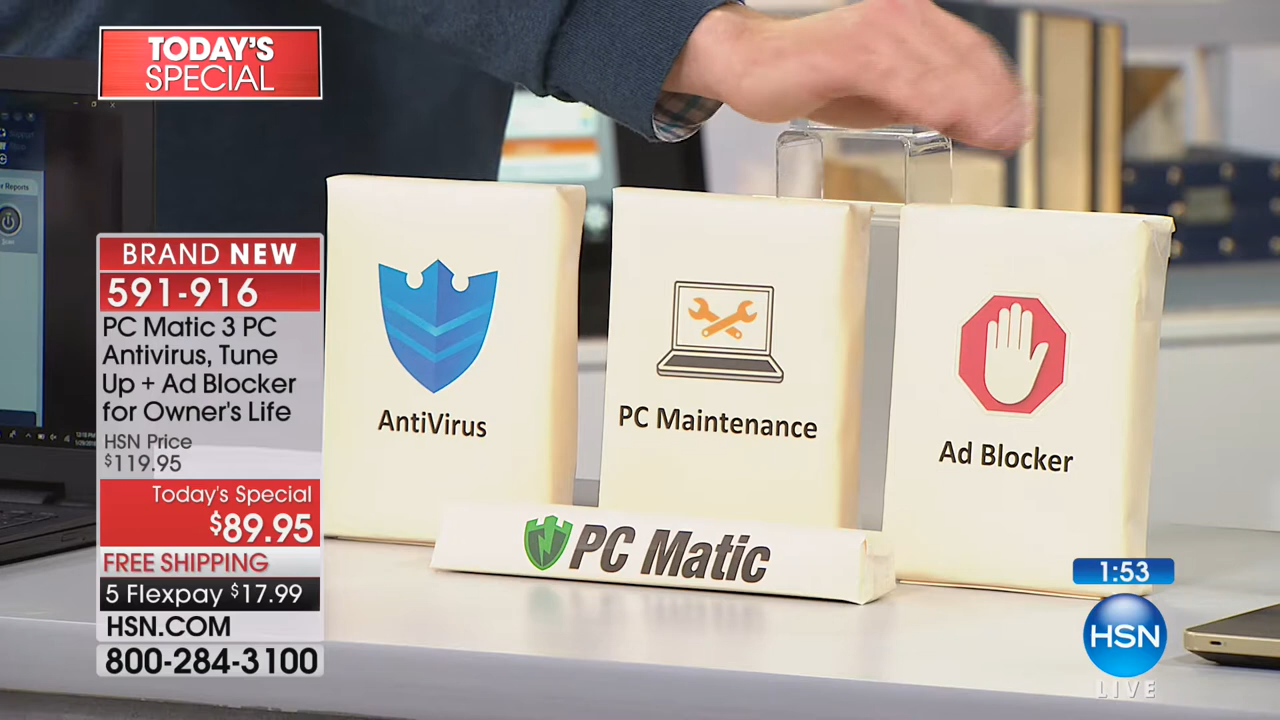 TODAY'S
SPECIAL
BRAND NEW
591-916
PC Matic 3 PC
Antivirus, Tune
Up + Ad Blocker
for Owner's Life
HSN Price
$119.95
Today's Special
$89.95
FREE SHIPPING
5 Flexpay $17.99
HSN.COM
800-284-3100
AntiVirus
PC Maintenance
Ad Blocker
PC Matic
1:53
HSN
LIVE
Reports
Scan